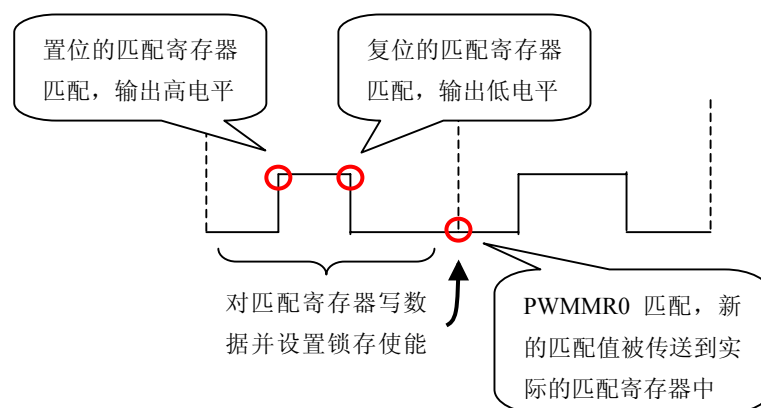 置位的匹配寄存器
匹配，输出高电平
复位的匹配寄存器
匹配，输出低电平
对匹配寄存器写数
据并设置锁存使能
PWMMR0 匹配，新
的匹配值被传送到实
际的匹配寄存器中